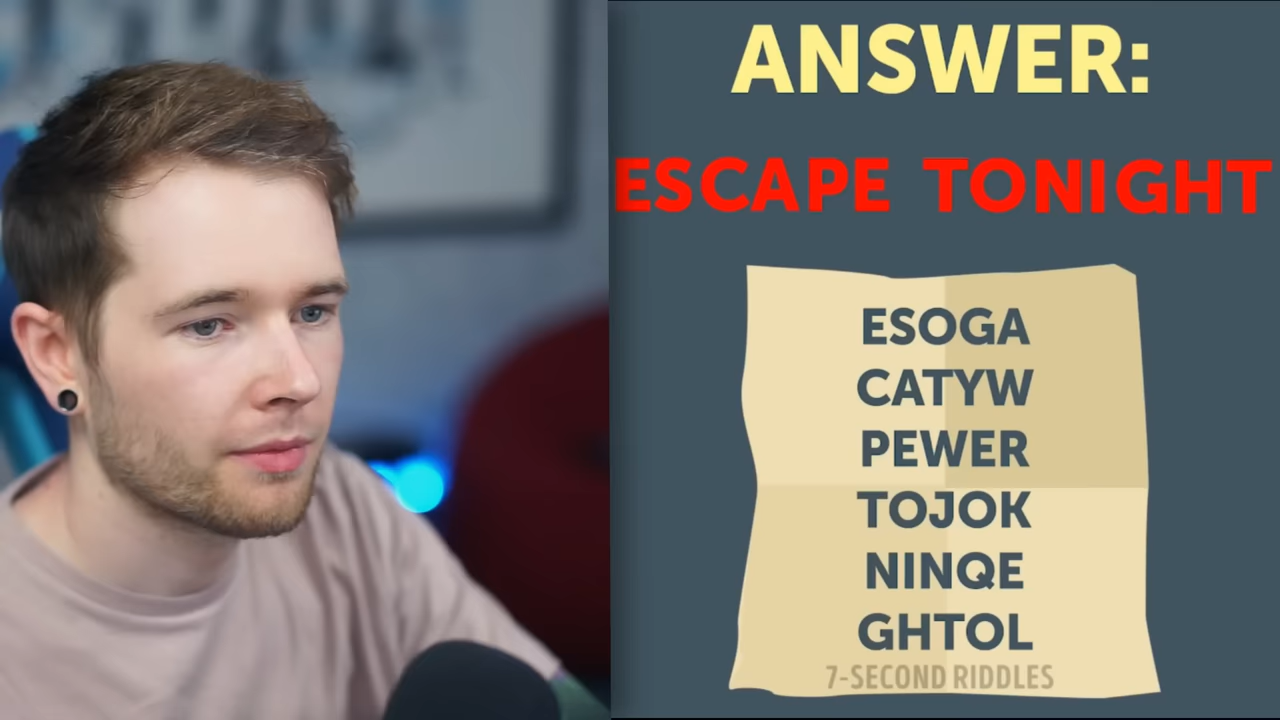 ANSWER:
ESCAPE TONIGHT
ESOGA
CATYW
PEWER
TOJOK
NINQE
GHTOL
7-SECOND RIDDLES